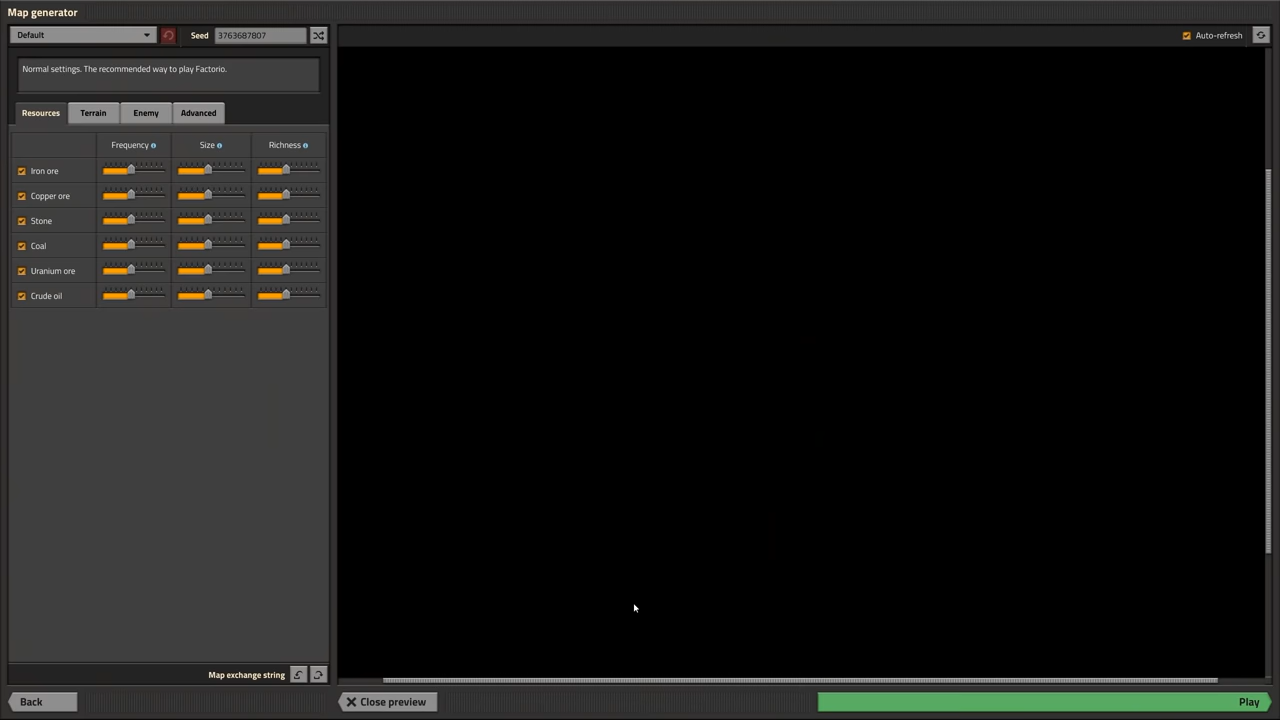 Map generator
Default
Seed
3763687807
Auto-refresh
Normal settings. The recommended way to play Factorio.
Resources
Terrain
Enemy
Advanced
Frequency
Size
Richness
Iron ore
Copper ore
Stone
Coal
Uranium ore
Crude oil
Map exchange string
Back
Close preview
Play